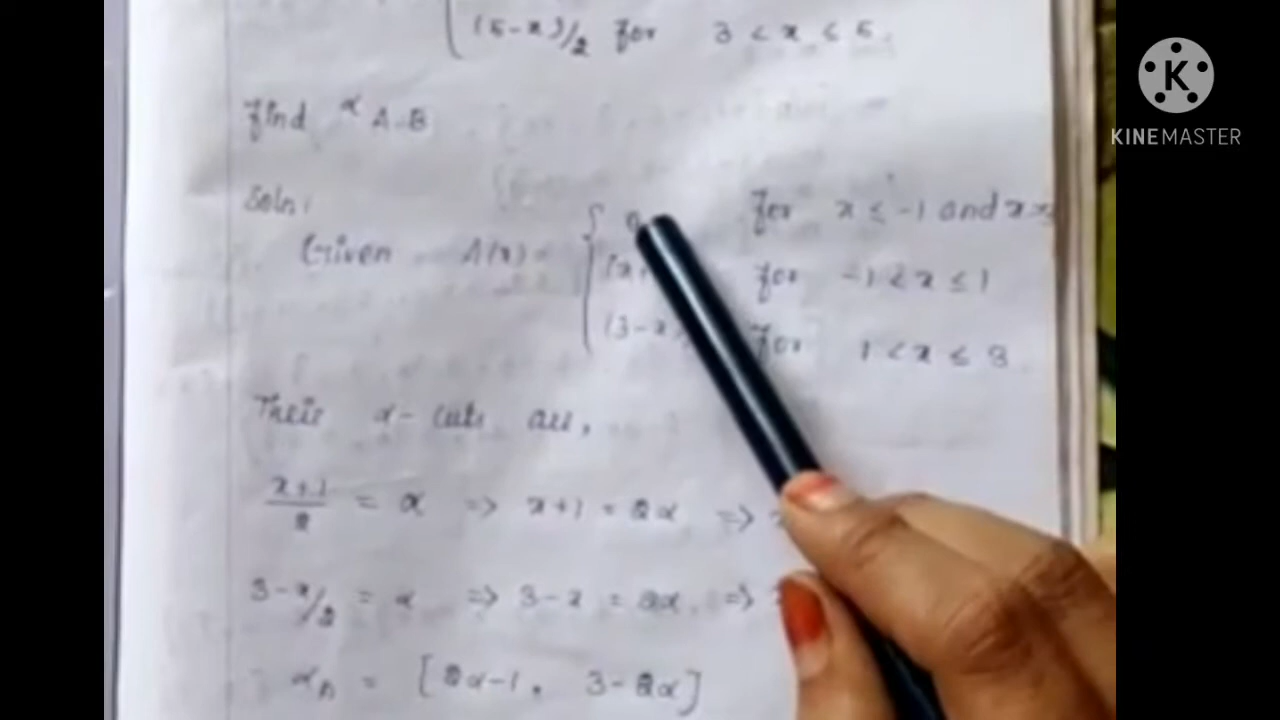 (5-x)/2 for 3 < x ≤ 5.
K
KINEMASTER
Find αA-B
Soln:
for x ≤ -1 and x >
Given A(x) = for -1 < x ≤ 1
(3-x for 1 < x ≤ 3.
Their α-cuts are,
x+1/2 = α ⇒ x+1 = 2α ⇒
3-x/2 = α ⇒ 3-x = 2α ⇒
αA = [2α-1, 3-2α]